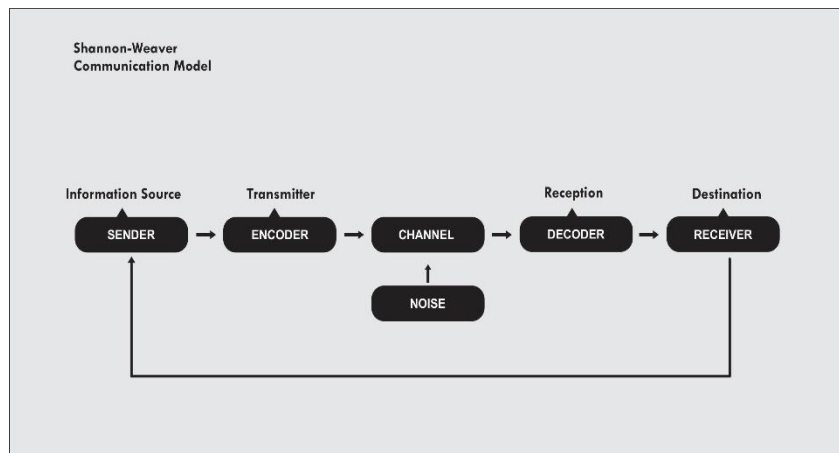 Shannon-Weaver
Communication Model
Information Source
Transmitter
Reception
Destination
SENDER
ENCODER
CHANNEL
DECODER
RECEIVER
NOISE